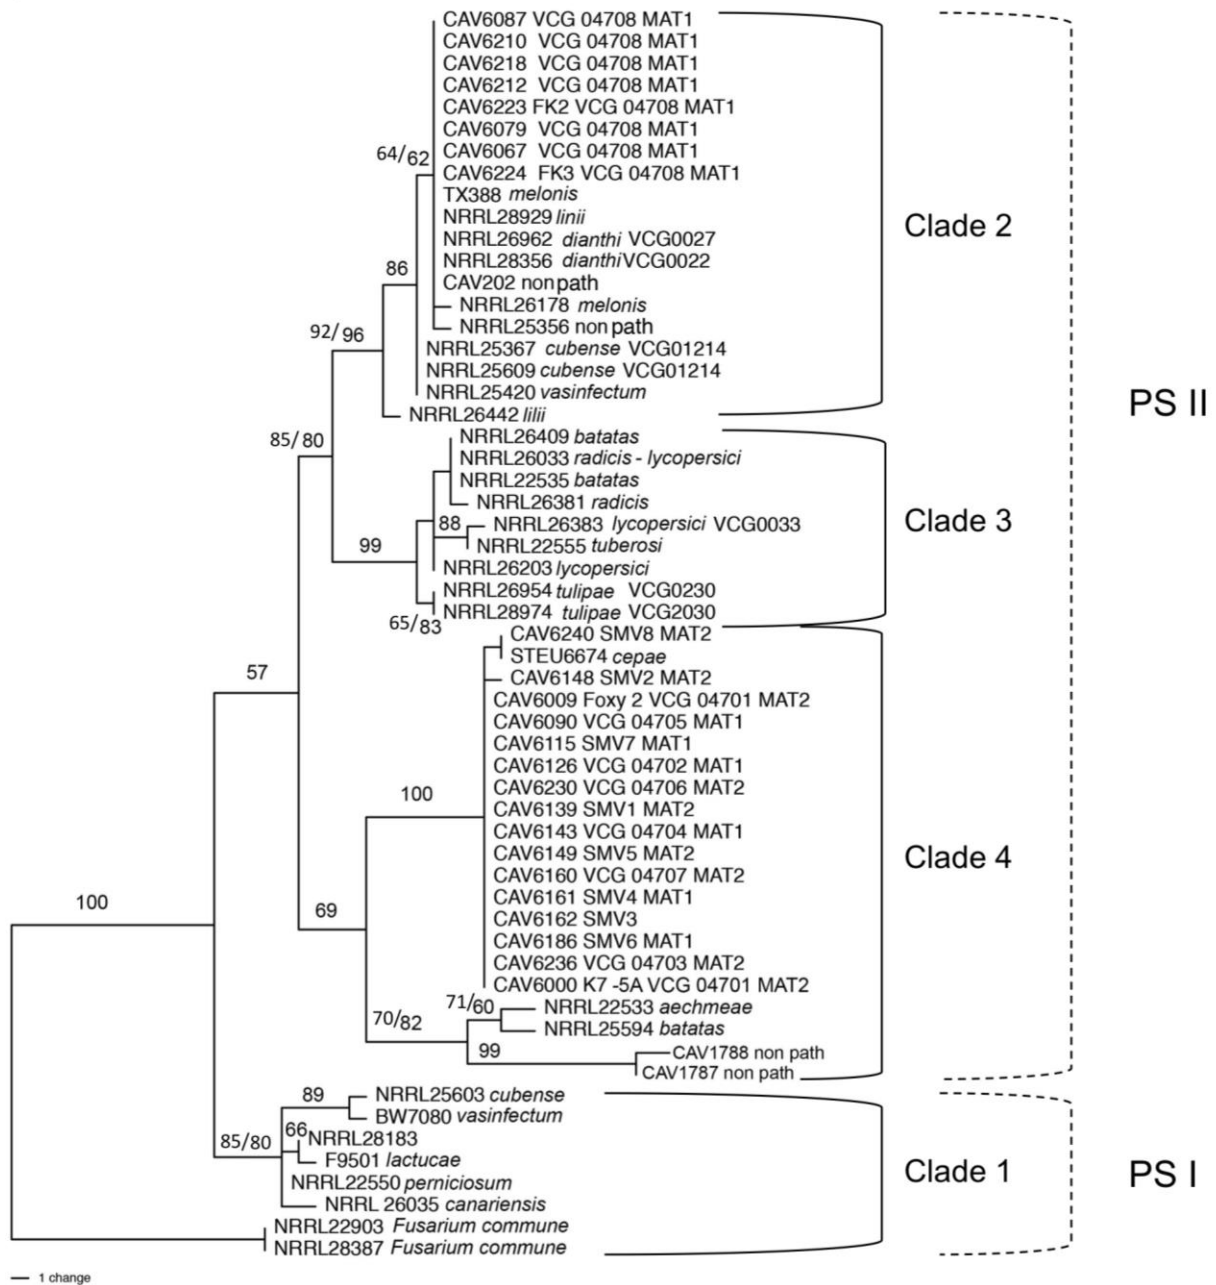 CAV6087 VCG 04708 MAT1
CAV6210 VCG 04708 MAT1
CAV6218 VCG 04708 MAT1
CAV6212 VCG 04708 MAT1
CAV6223 FK2 VCG 04708 MAT1
CAV6079 VCG 04708 MAT1
CAV6067 VCG 04708 MAT1
64/62
CAV6224 FK3 VCG 04708 MAT1
TX388 melonis
NRRL28929 linii
Clade 2
NRRL26962 dianthi VCG0027
NRRL28356 dianthi VCG0022
86
CAV202 non path
NRRL26178 melonis
NRRL25356 non path
92/96
NRRL25367 cubense VCG01214
NRRL25609 cubense VCG01214
NRRL25420 vasinfectum
PS II
NRRL26442 lilii
85/80
NRRL26409 batatas
NRRL26033 radicis - lycopersici
NRRL22535 batatas
NRRL26381 radicis
88
NRRL26383 lycopersici VCG0033
Clade 3
99
NRRL22555 tuberosi
NRRL26203 lycopersici
NRRL26954 tulipae VCG0230
NRRL28974 tulipae VCG2030
65/83
CAV6240 SMV8 MAT2
STEU6674 cepae
57
CAV6148 SMV2 MAT2
CAV6009 Foxy 2 VCG 04701 MAT2
CAV6090 VCG 04705 MAT1
CAV6115 SMV7 MAT1
CAV6126 VCG 04702 MAT1
CAV6230 VCG 04706 MAT2
100
CAV6139 SMV1 MAT2
CAV6143 VCG 04704 MAT1
CAV6149 SMV5 MAT2
Clade 4
CAV6160 VCG 04707 MAT2
CAV6161 SMV4 MAT1
100
69
CAV6162 SMV3
CAV6186 SMV6 MAT1
CAV6236 VCG 04703 MAT2
CAV6000 K7 -5A VCG 04701 MAT2
71/60
NRRL22533 aechmeae
70/82
NRRL25594 batatas
99
CAV1788 non path
CAV1787 non path
89
NRRL25603 cubense
BW7080 vasinfectum
85/80
66
NRRL28183
F9501 lactucae
Clade 1
PS I
NRRL22550 perniciosum
NRRL 26035 canariensis
NRRL22903 Fusarium commune
NRRL28387 Fusarium commune
1 change